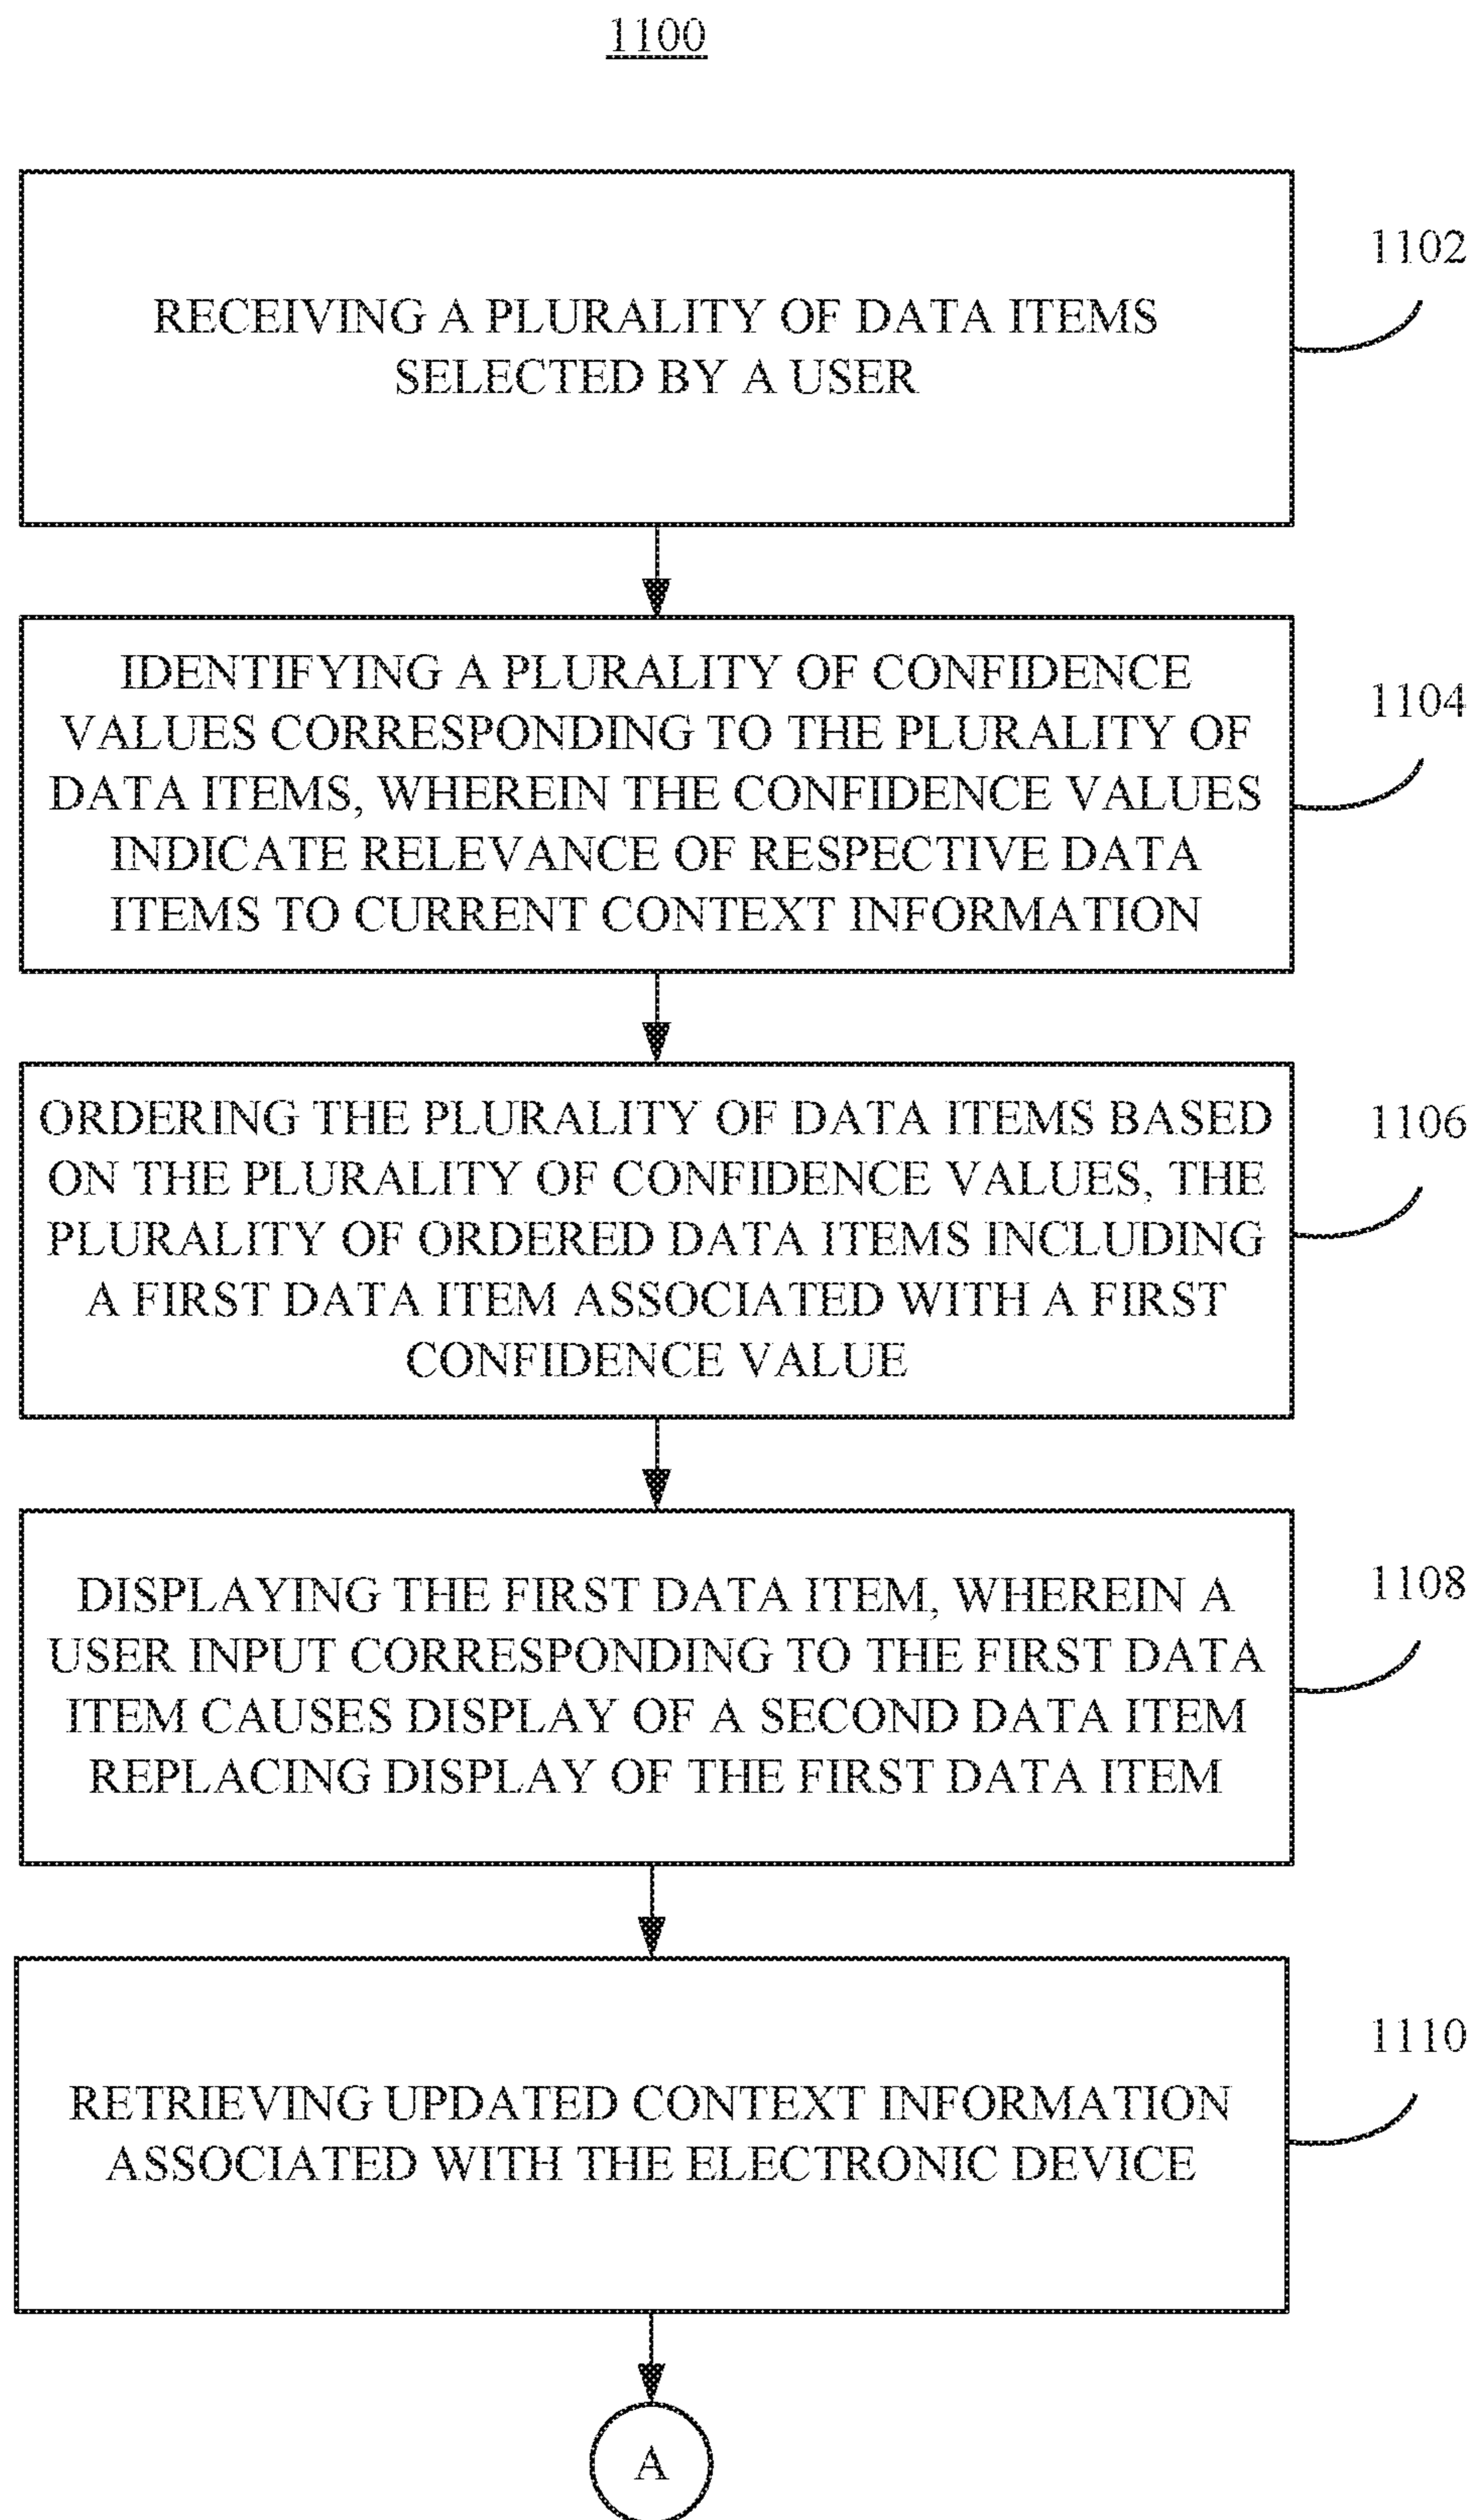 1100
RECEIVING A PLURALITY OF DATA ITEMS
SELECTED BY A USER
1102
IDENTIFYING A PLURALITY OF CONFIDENCE
VALUES CORRESPONDING TO THE PLURALITY OF
DATA ITEMS, WHEREIN THE CONFIDENCE VALUES
INDICATE RELEVANCE OF RESPECTIVE DATA
ITEMS TO CURRENT CONTEXT INFORMATION
1104
ORDERING THE PLURALITY OF DATA ITEMS BASED
ON THE PLURALITY OF CONFIDENCE VALUES, THE
PLURALITY OF ORDERED DATA ITEMS INCLUDING
A FIRST DATA ITEM ASSOCIATED WITH A FIRST
CONFIDENCE VALUE
1106
DISPLAYING THE FIRST DATA ITEM, WHEREIN A
USER INPUT CORRESPONDING TO THE FIRST DATA
ITEM CAUSES DISPLAY OF A SECOND DATA ITEM
REPLACING DISPLAY OF THE FIRST DATA ITEM
1108
RETRIEVING UPDATED CONTEXT INFORMATION
ASSOCIATED WITH THE ELECTRONIC DEVICE
1110
A